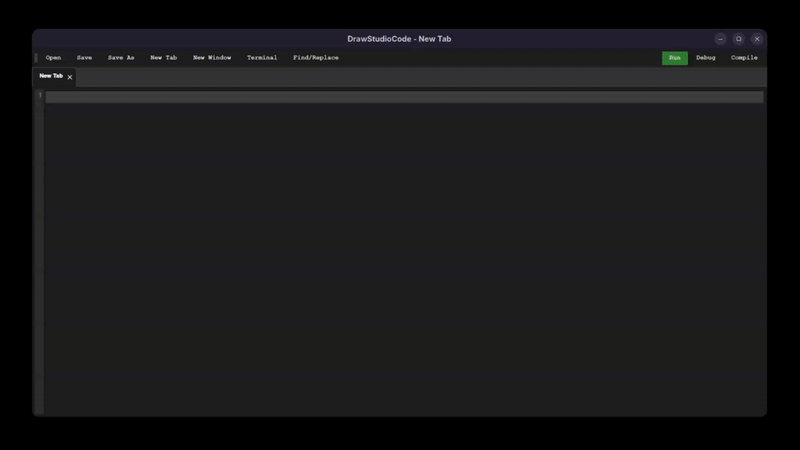 DrawStudioCode - New Tab
Open Save Save As New Tab New Window Terminal Find/Replace Run Debug Compile
New Tab
1